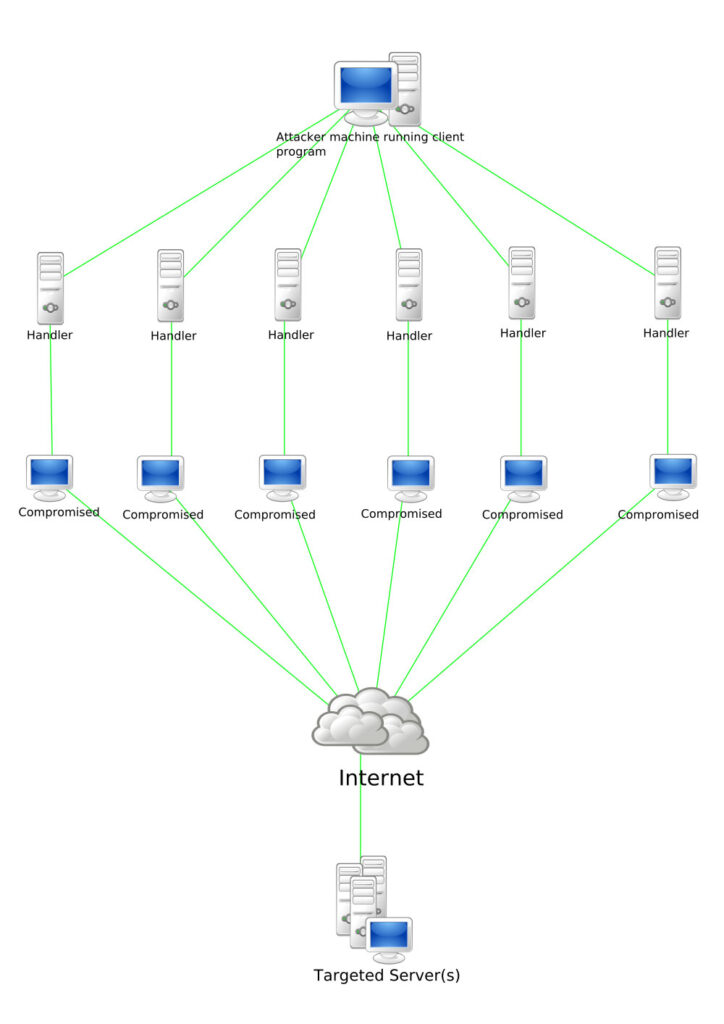 Attacker machine running client
program
Handler
Handler
Handler
Handler
Handler
Handler
Compromised
Compromised
Compromised
Compromised
Compromised
Compromised
Internet
Targeted Server(s)